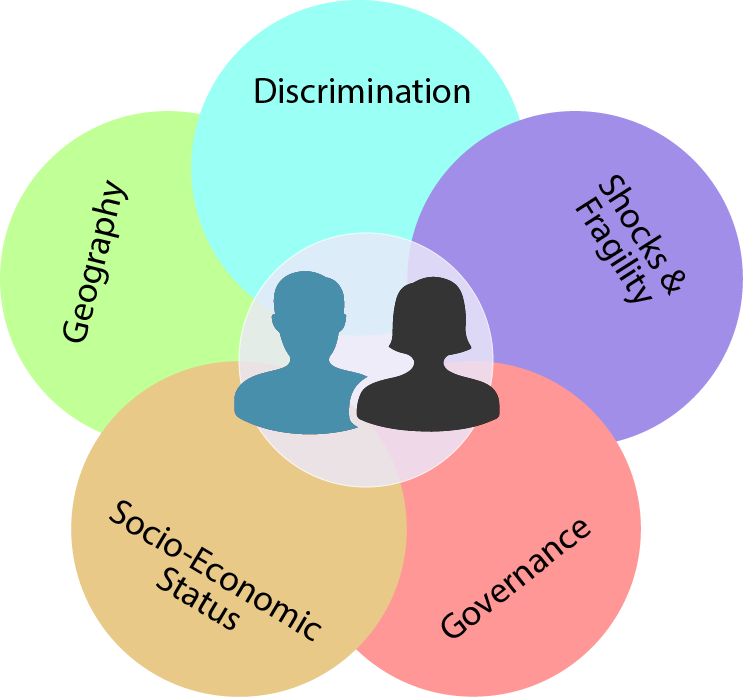 Discrimination
Shocks &
Fragility
Governance
Socio-Economic
Status
Geography